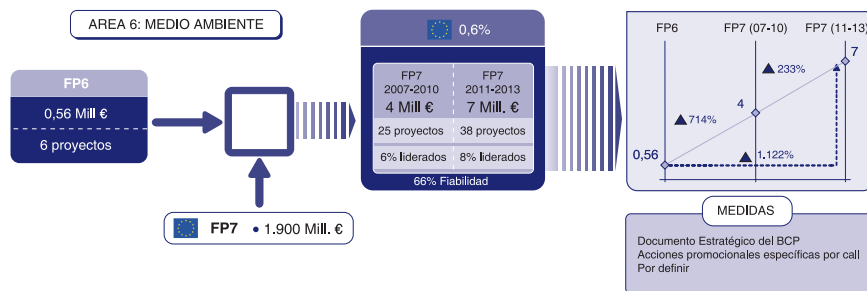 AREA 6: MEDIO AMBIENTE
FP6
0,56 Mill €
6 proyectos
FP7 • 1.900 Mill. €
0,6%
FP7 2007-2010
4 Mill €
25 proyectos
6% liderados
FP7 2011-2013
7 Mill. €
38 proyectos
8% liderados
66% Fiabilidad
FP6 FP7 (07-10) FP7 (11-13)
7
233%
4
714%
1.122%
0,56
MEDIDAS
Documento Estratégico del BCP
Acciones promocionales específicas por call
Por definir